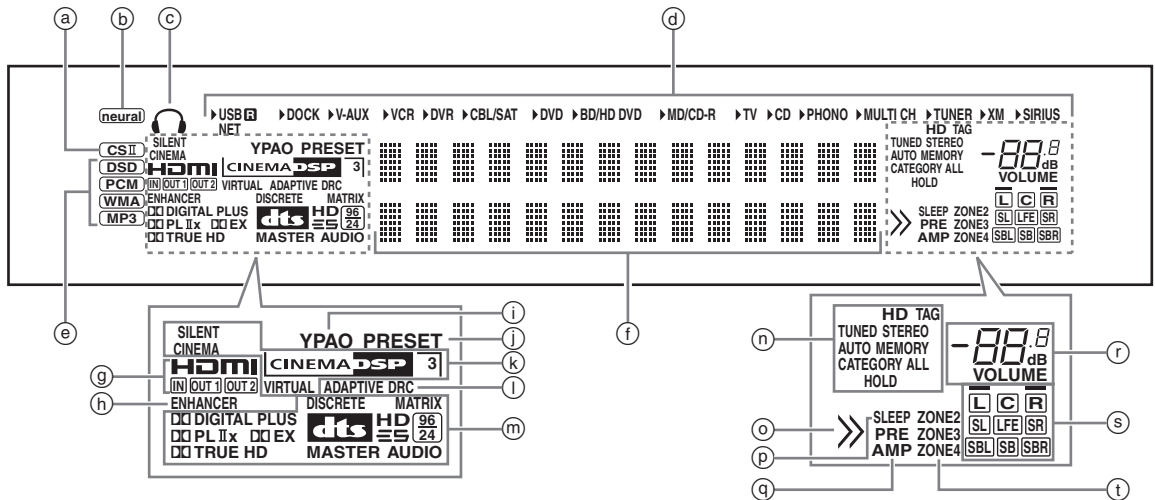 ⓐ ⓑ ⓒ ⓓ
neural
▶USB R ▶DOCK ▶V-AUX ▶VCR ▶DVR ▶CBL/SAT ▶DVD ▶BD/HD DVD ▶MD/CD-R ▶TV ▶CD ▶PHONO ▶MULTI CH ▶TUNER ▶XM ▶SIRIUS
NET
CSⅡ
DSD
PCM
WMA
MP3
SILENT
CINEMA
YPAO PRESET
HDMI CINEMA DSP 3
IN OUT 1 OUT 2 VIRTUAL ADAPTIVE DRC
ENHANCER DISCRETE MATRIX
DIGITAL PLUS dts HD 96
PL Ⅱx EX ES 24
TRUE HD MASTER AUDIO
HD TAG
TUNED STEREO
AUTO MEMORY
CATEGORY ALL
HOLD
-88.8
dB
VOLUME
L C R
SLEEP ZONE2 SL LFE SR
PRE ZONE3
AMP ZONE4 SBL SB SBR
ⓔ ⓕ
ⓘ
SILENT
CINEMA
YPAO PRESET ⓙ
ⓖ HDMI CINEMA DSP 3 ⓚ
IN OUT 1 OUT 2 VIRTUAL ADAPTIVE DRC ⓛ
ⓗ ENHANCER DISCRETE MATRIX
DIGITAL PLUS dts HD 96
PL Ⅱx EX ES 24 ⓜ
TRUE HD MASTER AUDIO
HD TAG
ⓝ TUNED STEREO
AUTO MEMORY
CATEGORY ALL
HOLD
-88.8
dB ⓡ
VOLUME
L C R
ⓞ SLEEP ZONE2 SL LFE SR ⓢ
ⓟ PRE ZONE3
AMP ZONE4 SBL SB SBR
ⓠ ⓣ